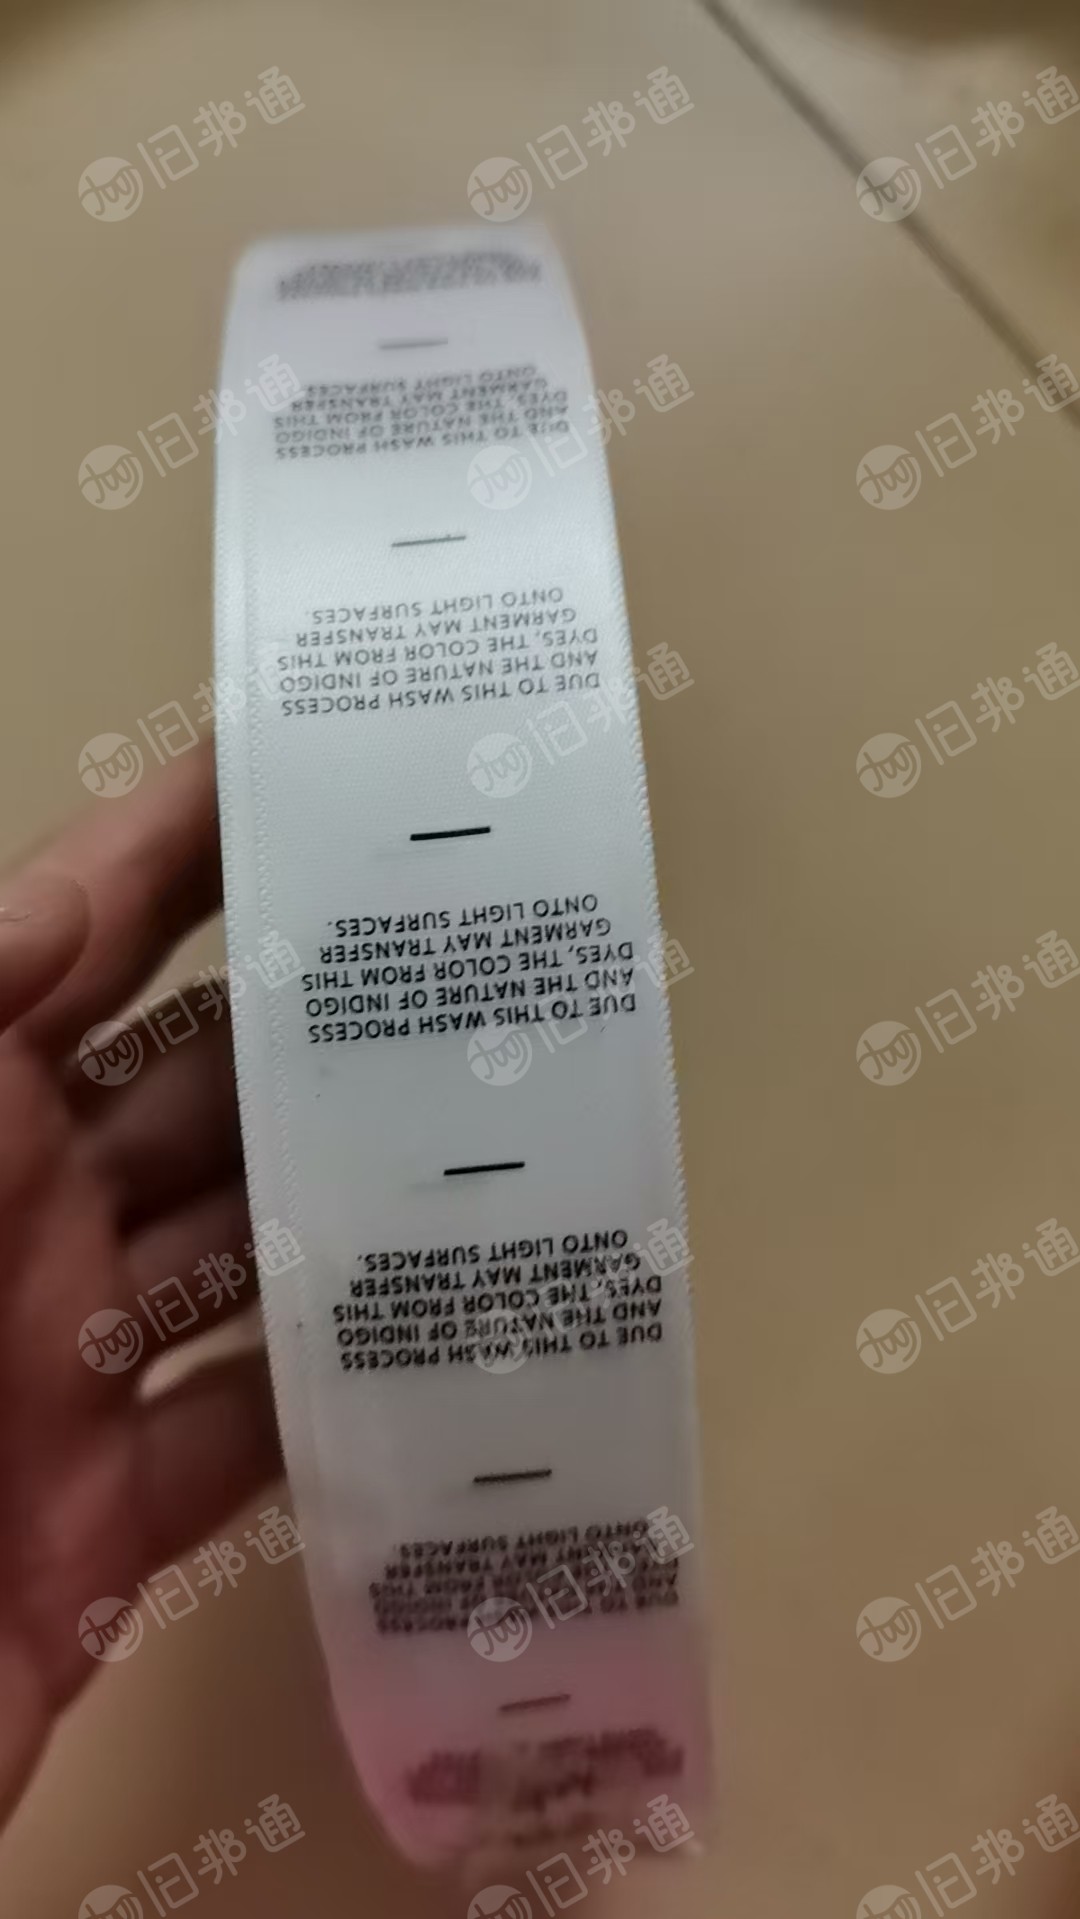 DUE TO THIS WASH PROCESS
AND THE NATURE OF INDIGO
DYES, THE COLOR FROM THIS
GARMENT MAY TRANSFER
ONTO LIGHT SURFACES.
DUE TO THIS WASH PROCESS
AND THE NATURE OF INDIGO
DYES, THE COLOR FROM THIS
GARMENT MAY TRANSFER
ONTO LIGHT SURFACES.
DUE TO THIS WASH PROCESS
AND THE NATURE OF INDIGO
DYES, THE COLOR FROM THIS
GARMENT MAY TRANSFER
ONTO LIGHT SURFACES.
DUE TO THIS WASH PROCESS
AND THE NATURE OF INDIGO
DYES, THE COLOR FROM THIS
GARMENT MAY TRANSFER
ONTO LIGHT SURFACES.
旧邦通